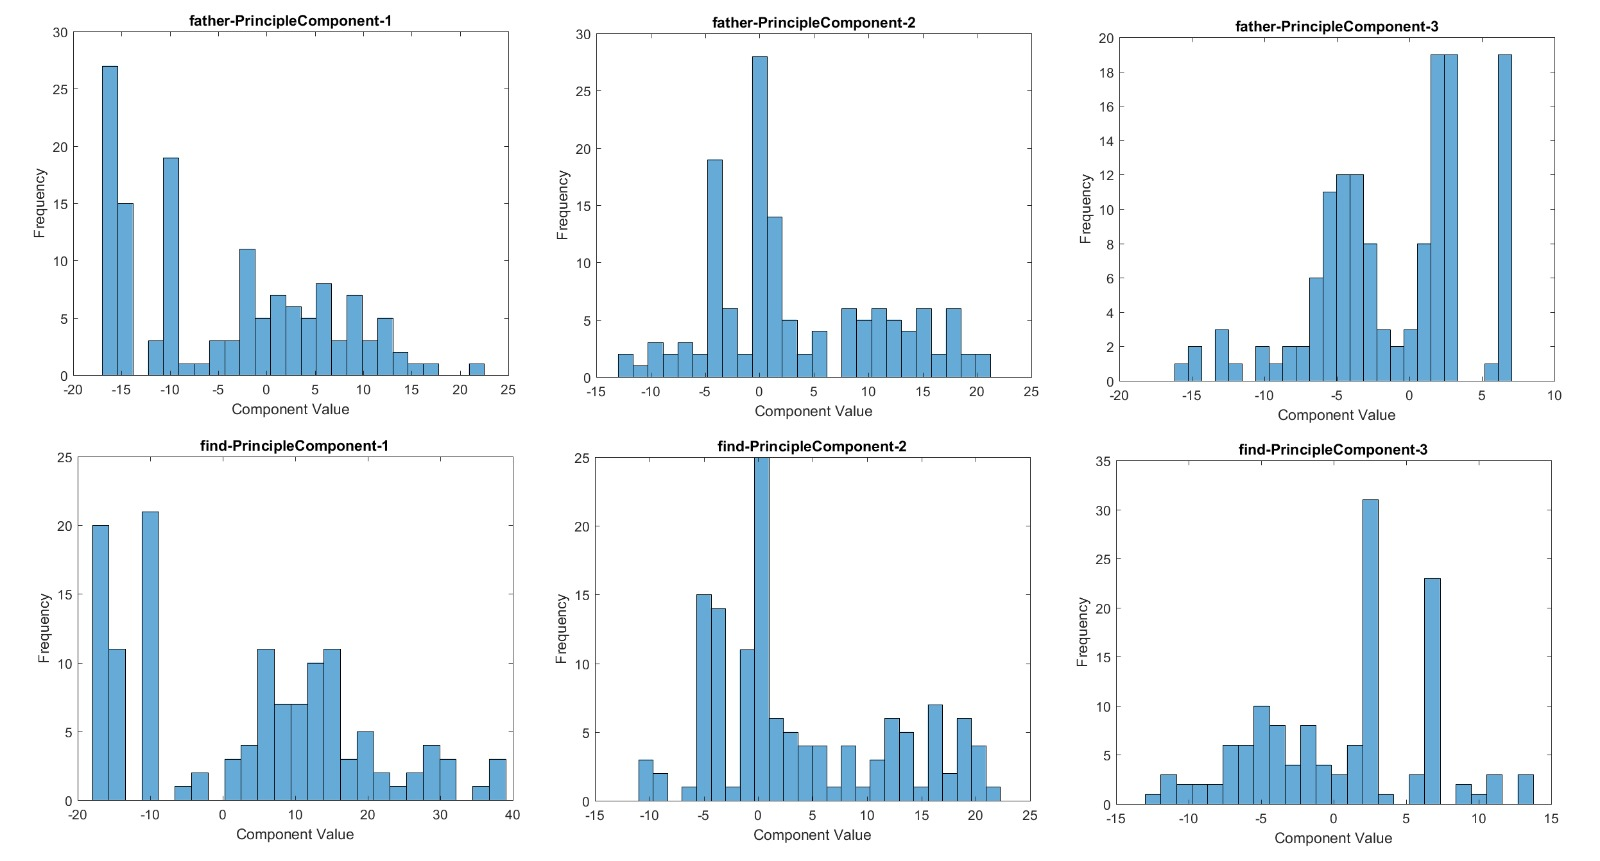 father-PrincipleComponent-1
30
25
20
15
10
5
0
Frequency
-20 -15 -10 -5 0 5 10 15 20 25
Component Value
father-PrincipleComponent-2
30
25
20
15
10
5
0
Frequency
-15 -10 -5 0 5 10 15 20 25
Component Value
father-PrincipleComponent-3
20
18
16
14
12
10
8
6
4
2
0
Frequency
-20 -15 -10 -5 0 5 10
Component Value
find-PrincipleComponent-1
25
20
15
10
5
0
Frequency
-20 -10 0 10 20 30 40
Component Value
find-PrincipleComponent-2
25
20
15
10
5
0
Frequency
-15 -10 -5 0 5 10 15 20 25
Component Value
find-PrincipleComponent-3
35
30
25
20
15
10
5
0
Frequency
-15 -10 -5 0 5 10 15
Component Value